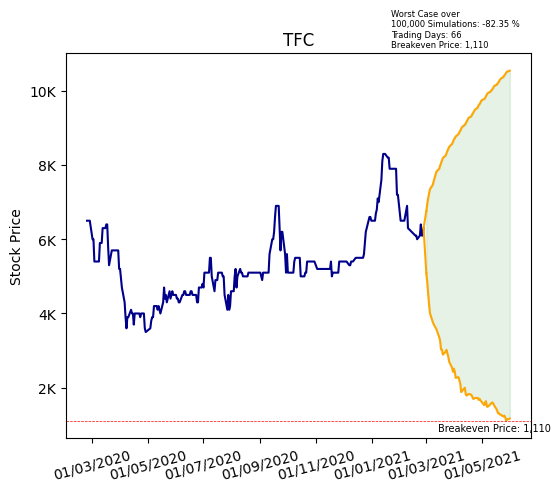 Worst Case over
100,000 Simulations: -82.35 %
Trading Days: 66
Breakeven Price: 1,110
TFC
Stock Price
10K
8K
6K
4K
2K
Breakeven Price: 1,110
01/03/2020
01/05/2020
01/07/2020
01/09/2020
01/11/2020
01/01/2021
01/03/2021
01/05/2021